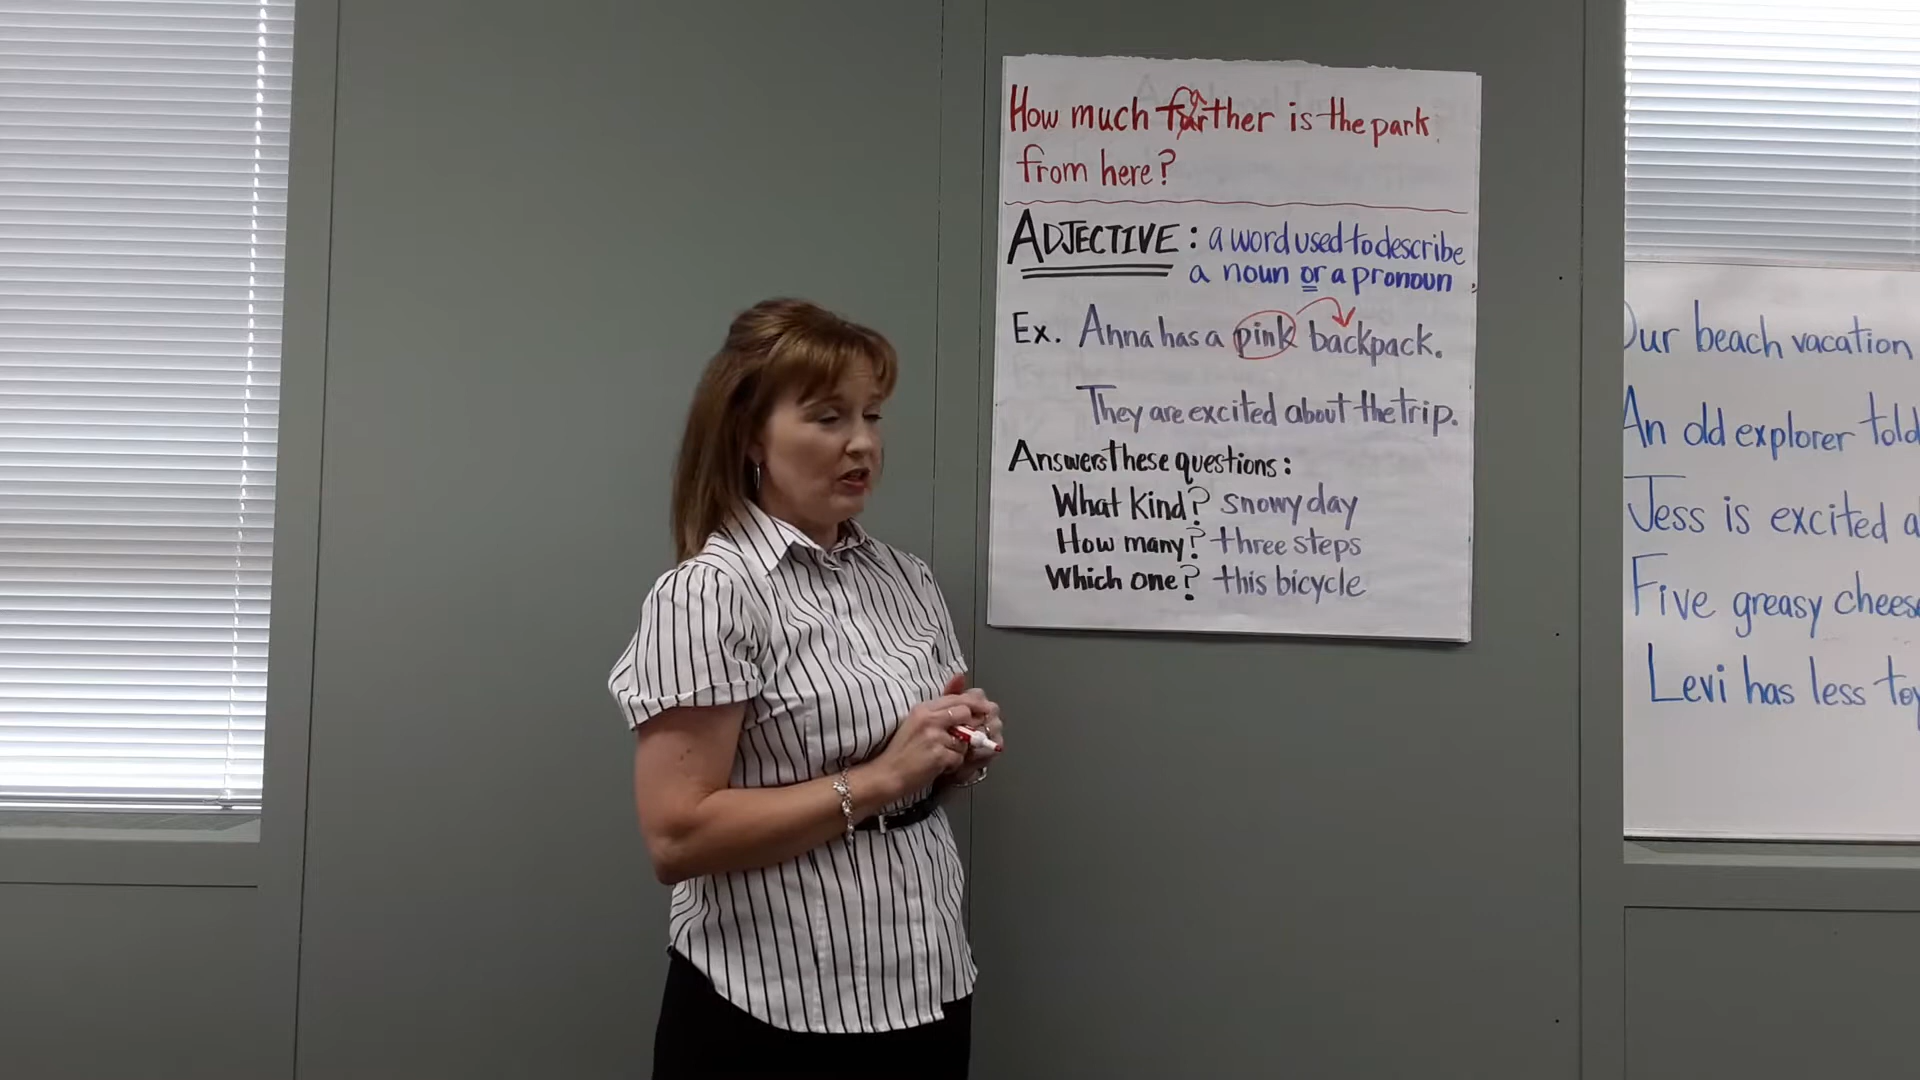 How much farther is the park
from here?
ADJECTIVE: a word used to describe
a noun or a pronoun
Ex. Anna has a pink backpack.
They are excited about the trip.
Answers these questions:
What kind? snowy day
How many? three steps
Which one? this bicycle
Our beach vacation
An old explorer told
Jess is excited a
Five greasy chees
Levi has less toy